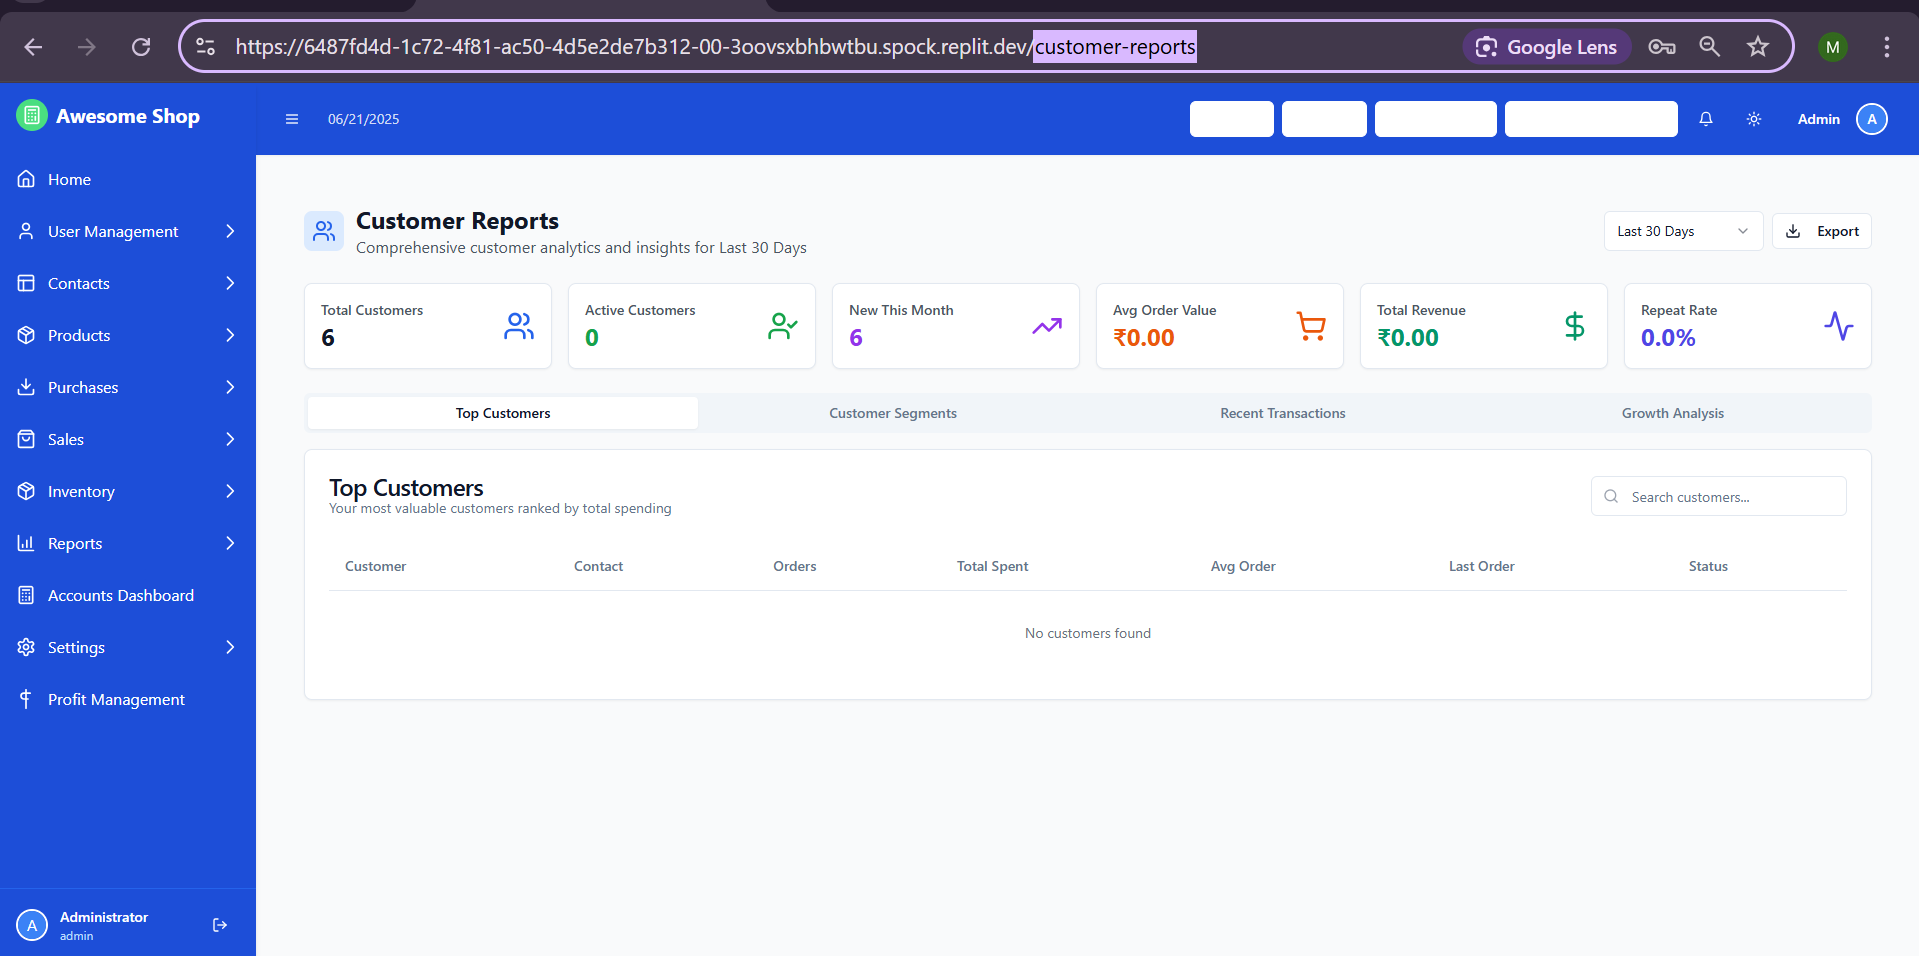 https://6487fd4d-1c72-4f81-ac50-4d5e2de7b312-00-3oovsxbhbwtbu.spock.replit.dev/customer-reports
Google Lens
M
Awesome Shop
06/21/2025
Admin
A
Home
User Management
Contacts
Products
Purchases
Sales
Inventory
Reports
Accounts Dashboard
Settings
Profit Management
A
Administrator
admin
Customer Reports
Comprehensive customer analytics and insights for Last 30 Days
Last 30 Days
Export
Total Customers
6
Active Customers
0
New This Month
6
Avg Order Value
₹0.00
Total Revenue
₹0.00
Repeat Rate
0.0%
Top Customers
Customer Segments
Recent Transactions
Growth Analysis
Top Customers
Your most valuable customers ranked by total spending
Search customers...
Customer Contact Orders Total Spent Avg Order Last Order Status
No customers found